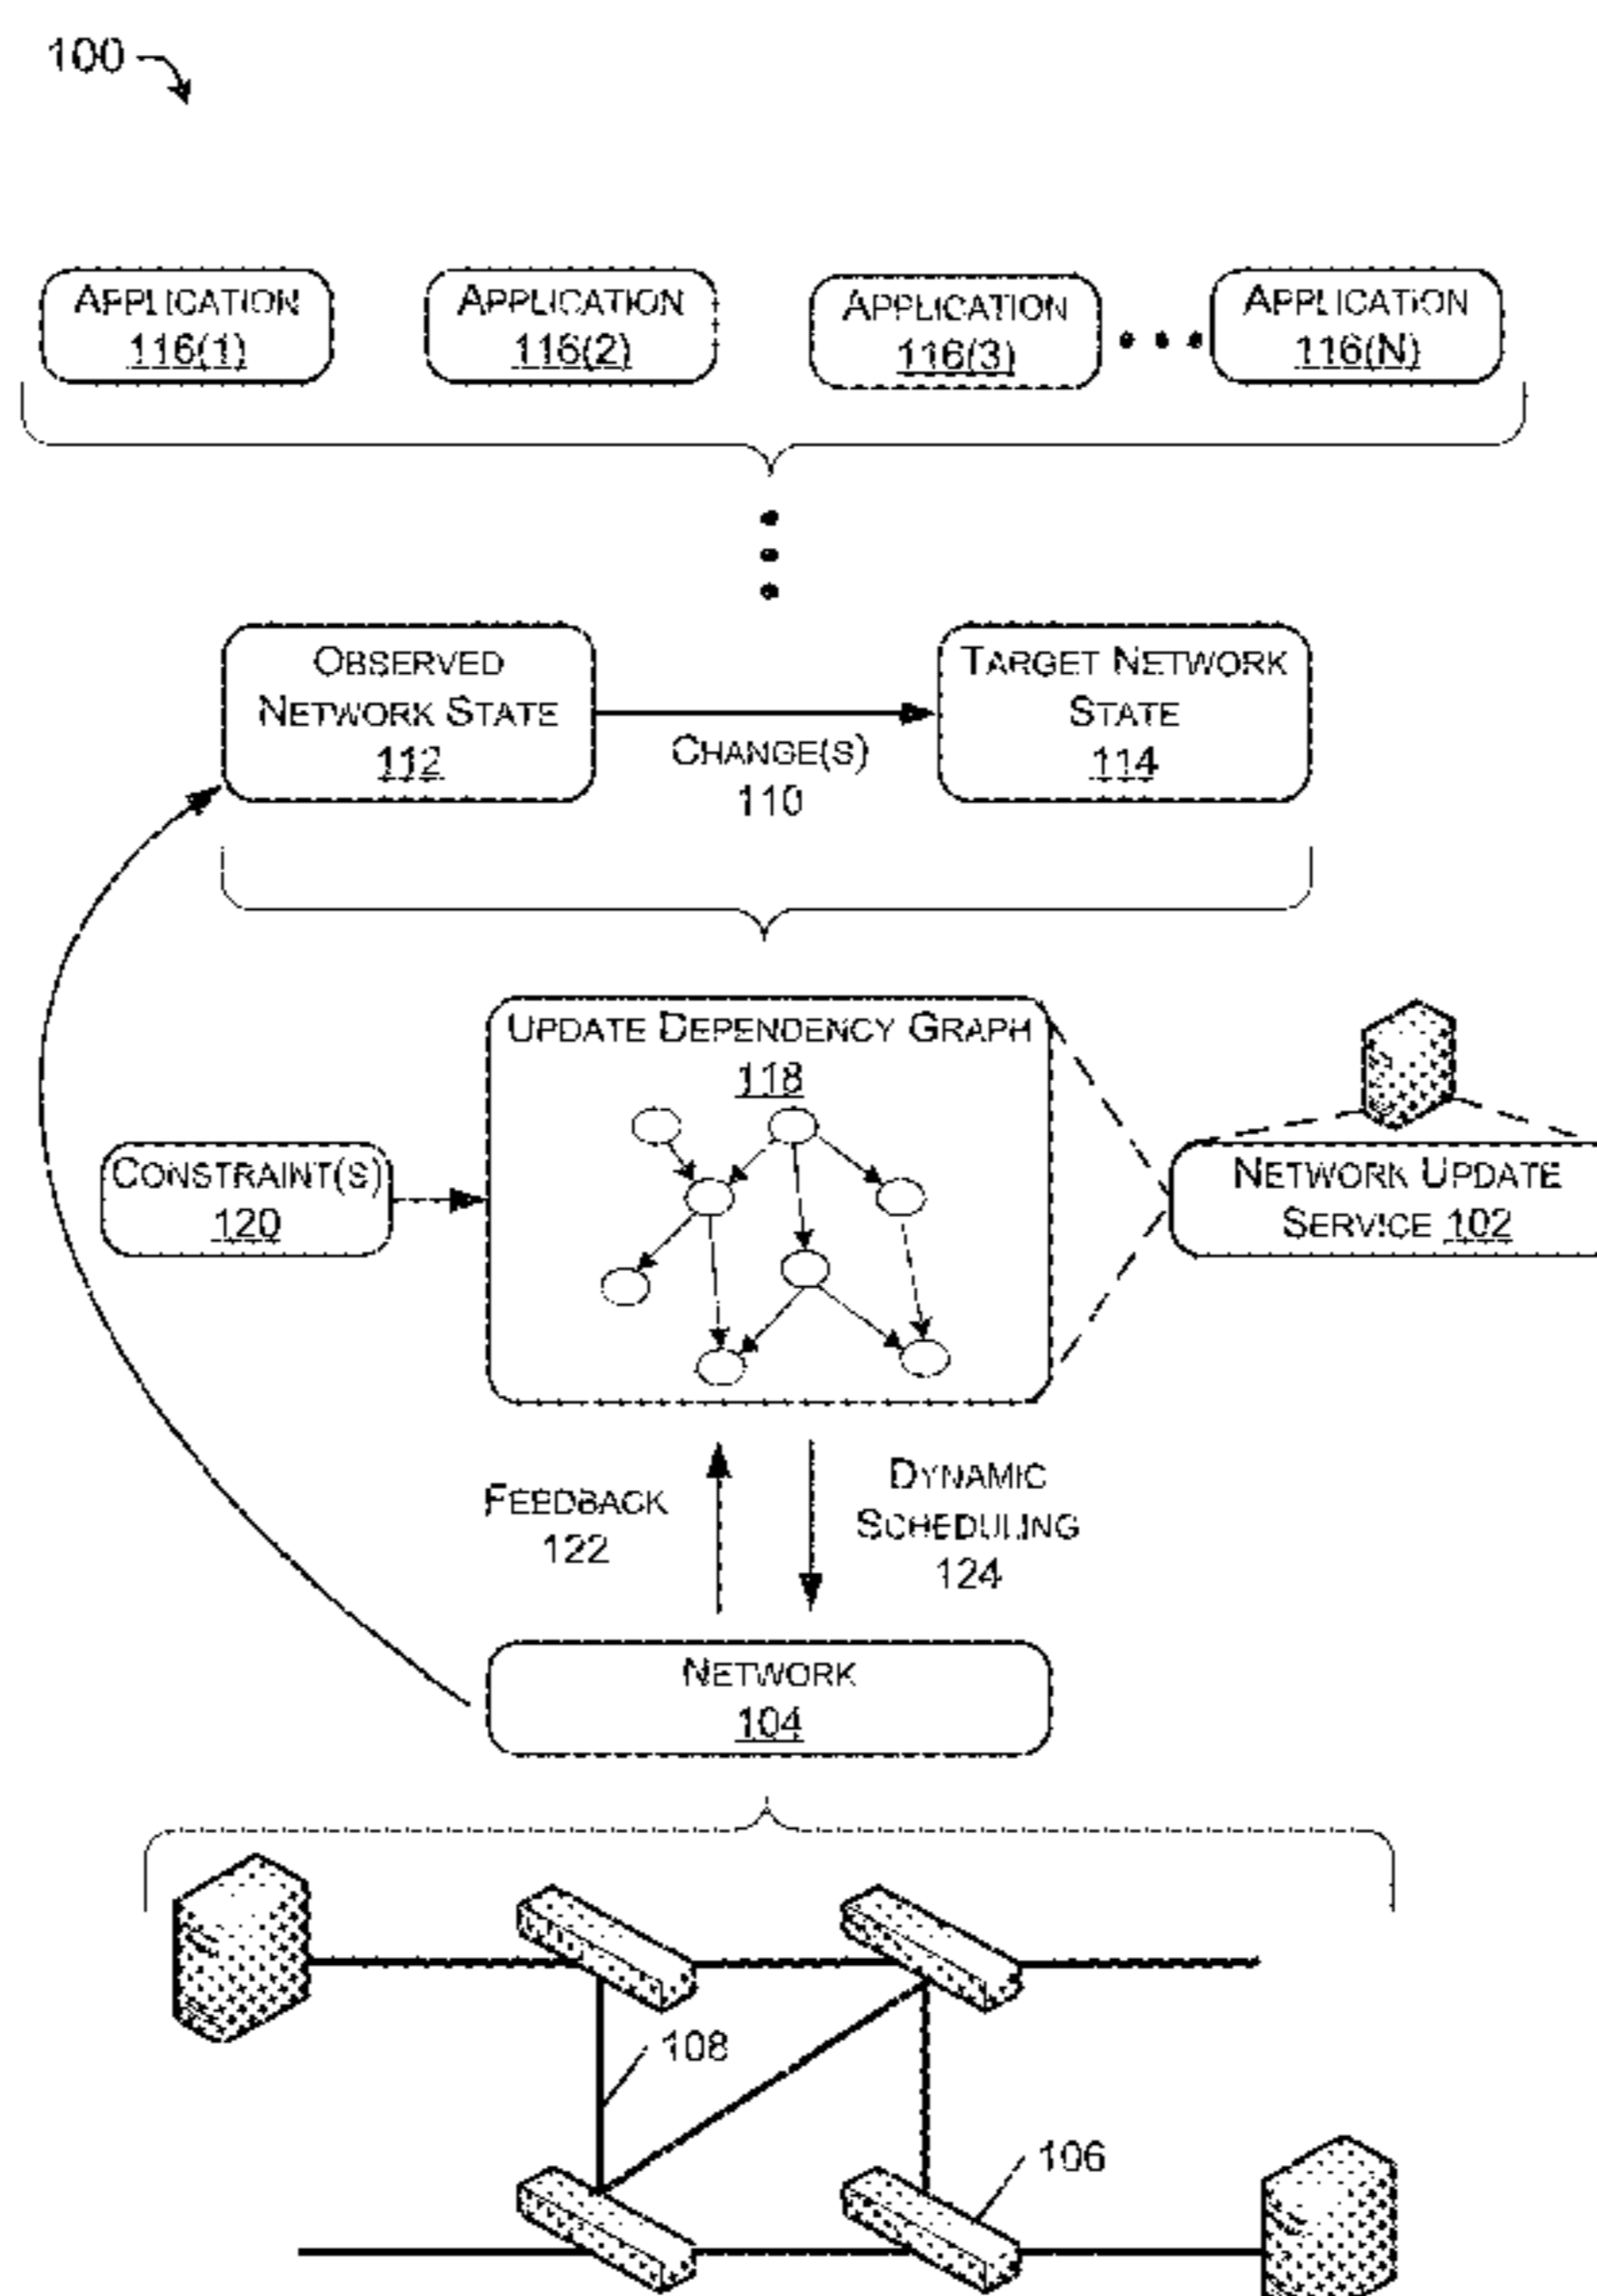 100
APPLICATION
116(1)
APPLICATION
116(2)
APPLICATION
116(3)
APPLICATION
116(N)
OBSERVED
NETWORK STATE
112
CHANGE(S)
110
TARGET NETWORK
STATE
114
UPDATE DEPENDENCY GRAPH
118
CONSTRAINT(S)
120
NETWORK UPDATE
SERVICE 102
FEEDBACK
122
DYNAMIC
SCHEDULING
124
NETWORK
104
108
106